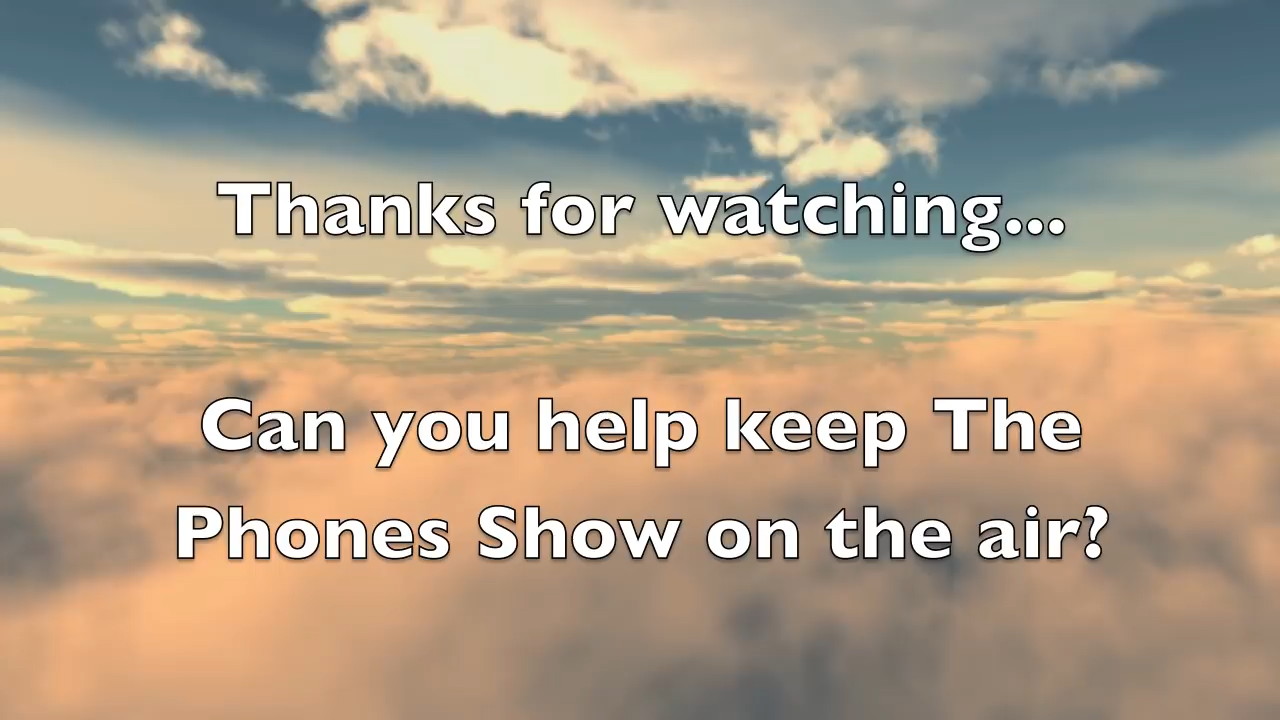 Thanks for watching...
Can you help keep The
Phones Show on the air?